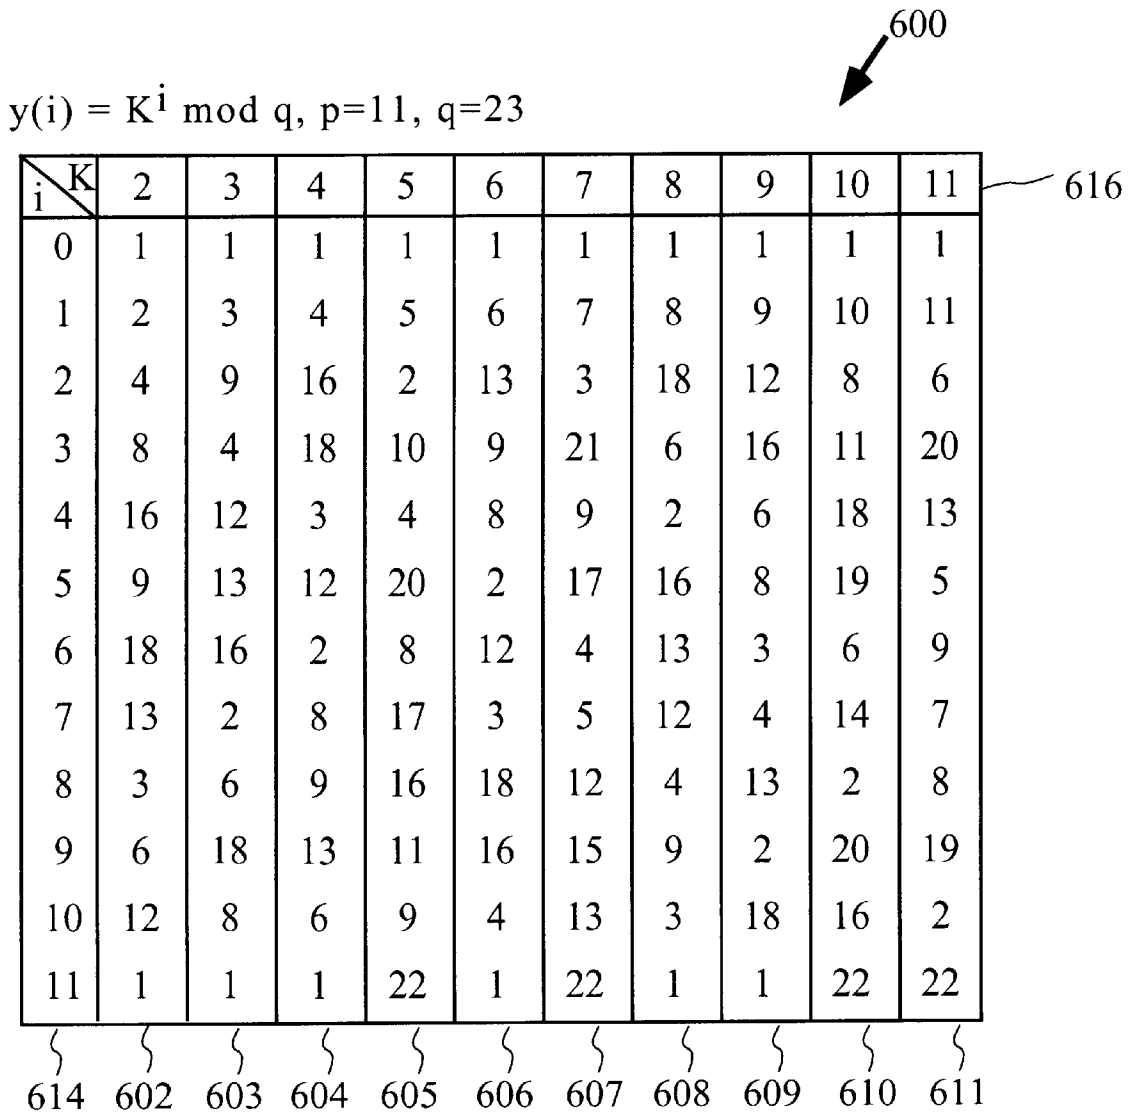 600
y(i) = K^i mod q, p=11, q=23
i K 2 3 4 5 6 7 8 9 10 11 616
0 1 1 1 1 1 1 1 1 1 1
1 2 3 4 5 6 7 8 9 10 11
2 4 9 16 2 13 3 18 12 8 6
3 8 4 18 10 9 21 6 16 11 20
4 16 12 3 4 8 9 2 6 18 13
5 9 13 12 20 2 17 16 8 19 5
6 18 16 2 8 12 4 13 3 6 9
7 13 2 8 17 3 5 12 4 14 7
8 3 6 9 16 18 12 4 13 2 8
9 6 18 13 11 16 15 9 2 20 19
10 12 8 6 9 4 13 3 18 16 2
11 1 1 1 22 1 22 1 1 22 22
614 602 603 604 605 606 607 608 609 610 611